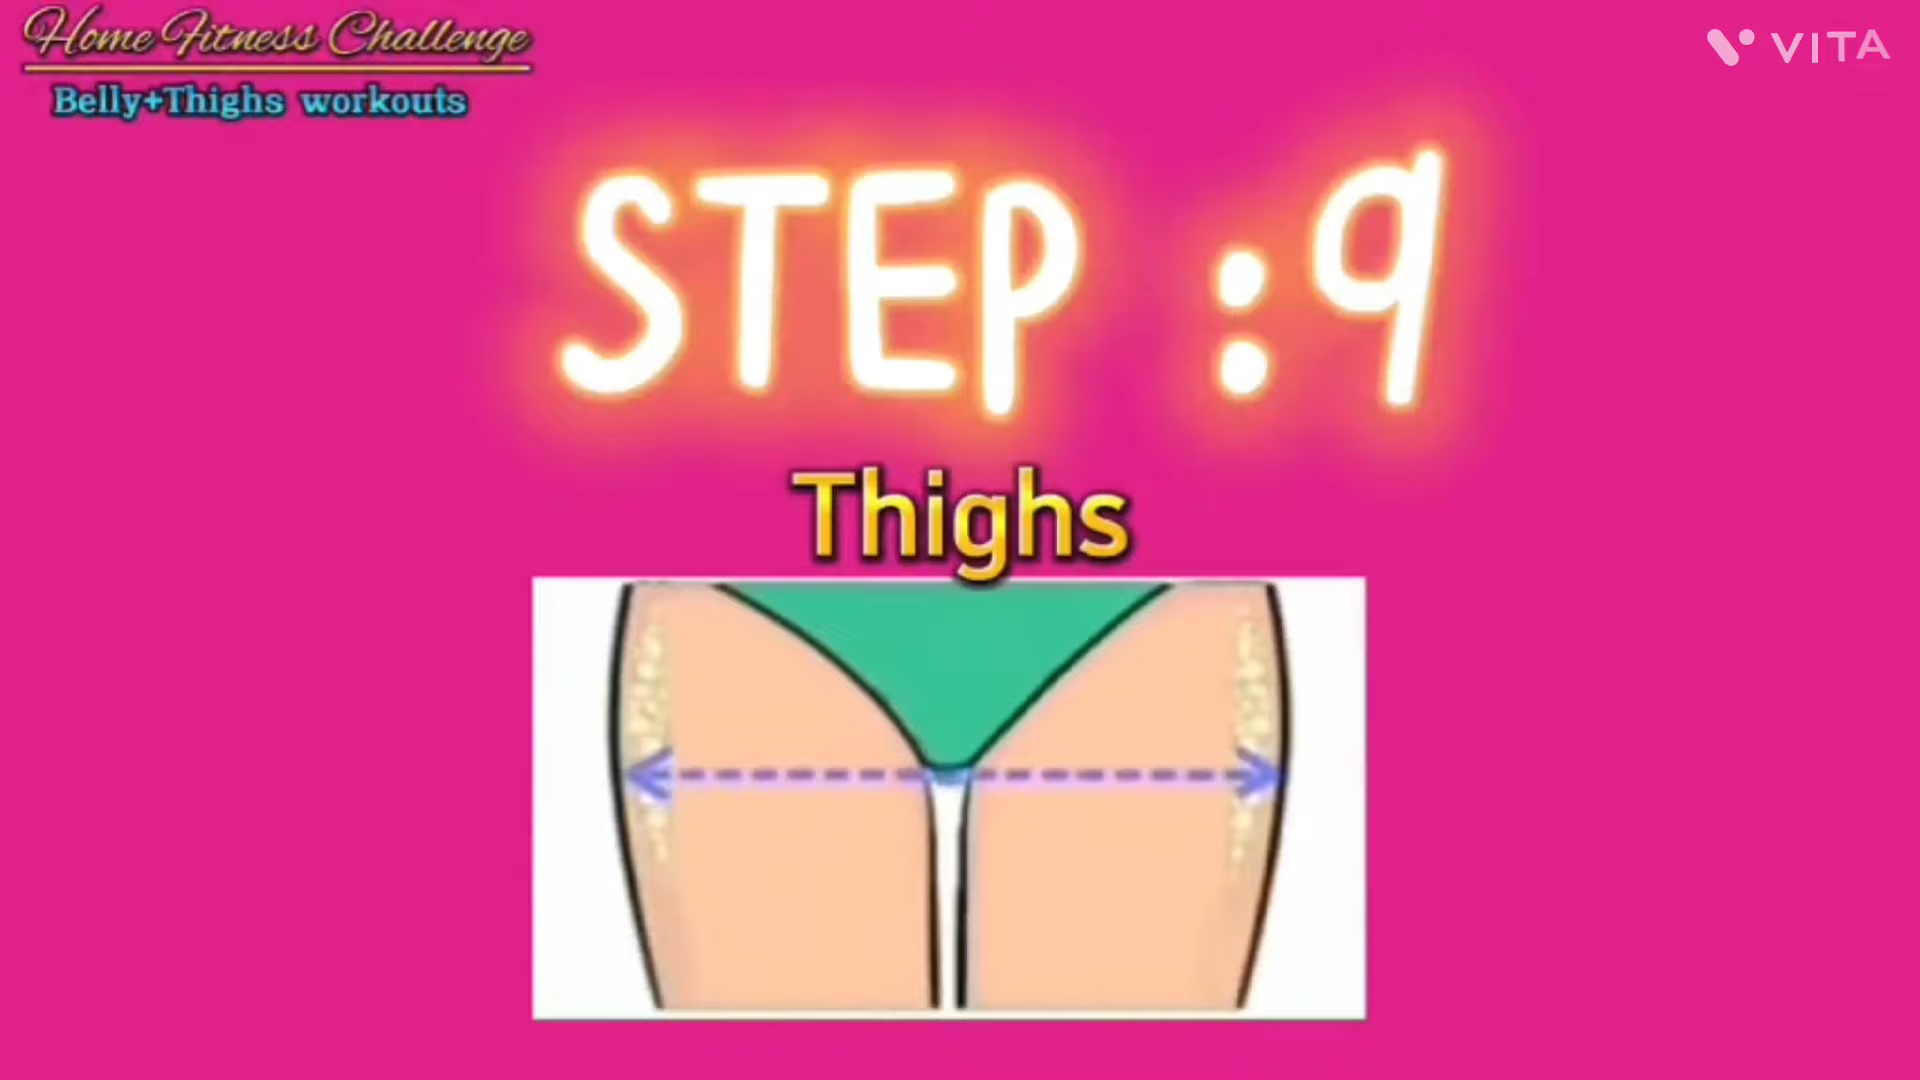 Home Fitness Challenge
Belly+Thighs workouts
VITA
STEP :9
Thighs